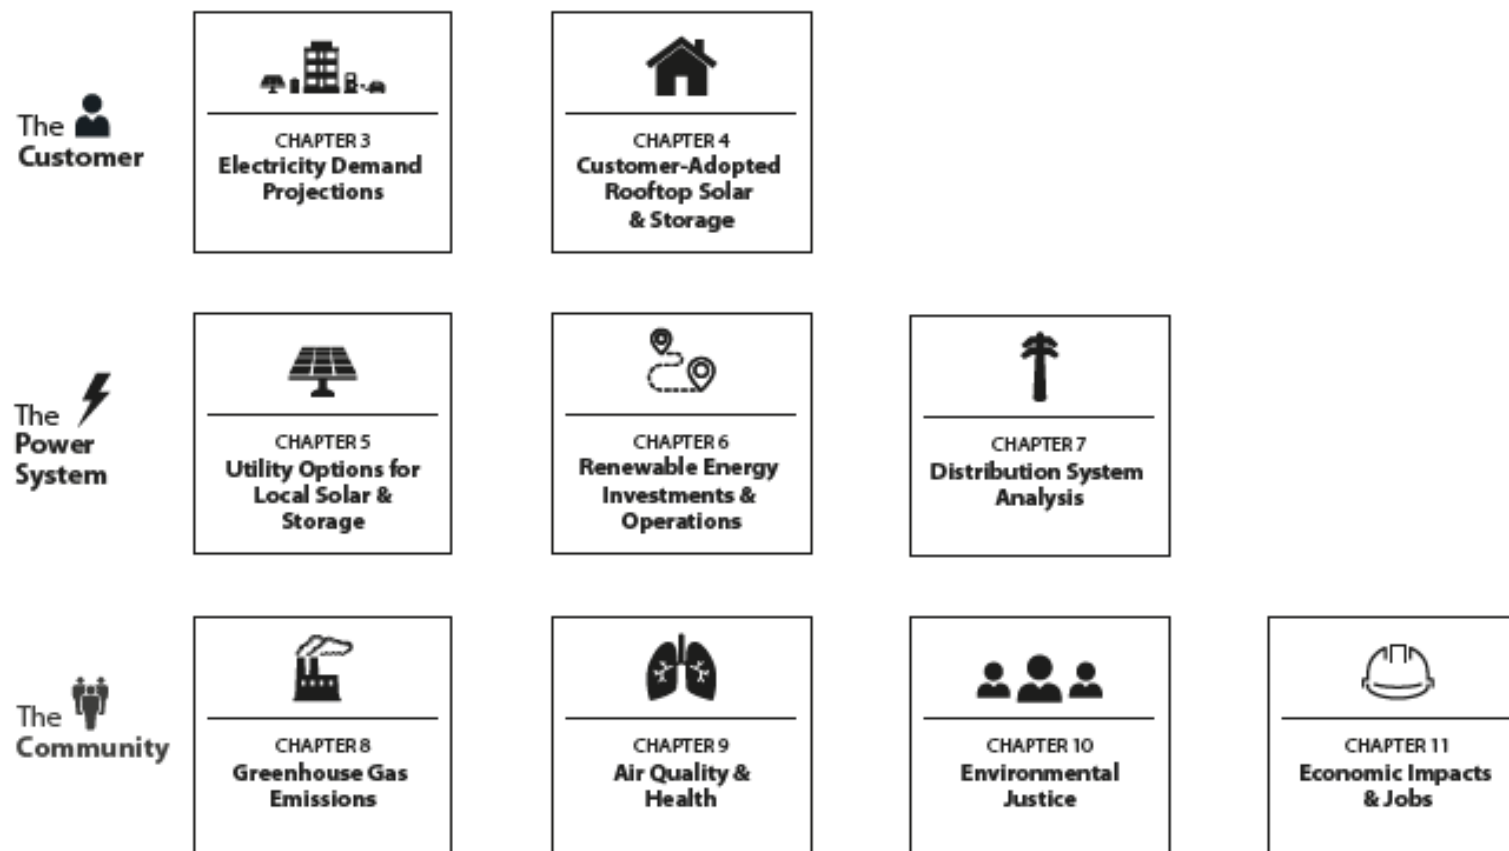 The
Customer
CHAPTER 3
Electricity Demand
Projections
CHAPTER 4
Customer-Adopted
Rooftop Solar
& Storage
The
Power
System
CHAPTER 5
Utility Options for
Local Solar &
Storage
CHAPTER 6
Renewable Energy
Investments &
Operations
CHAPTER 7
Distribution System
Analysis
The
Community
CHAPTER 8
Greenhouse Gas
Emissions
CHAPTER 9
Air Quality &
Health
CHAPTER 10
Environmental
Justice
CHAPTER 11
Economic Impacts
& Jobs